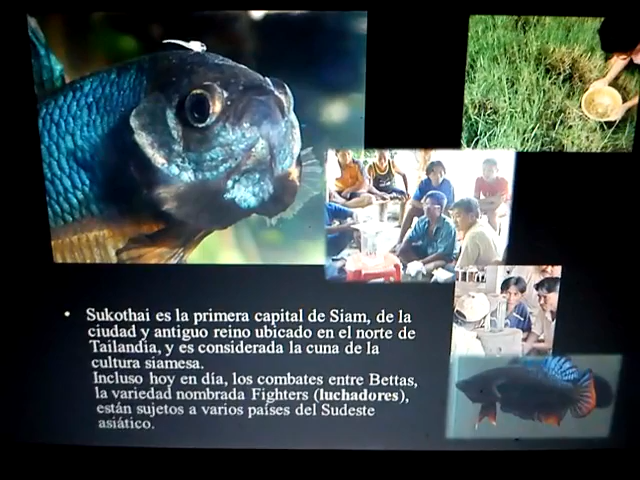 • Sukothai es la primera capital de Siam, de la
ciudad y antiguo reino ubicado en el norte de
Tailandia, y es considerada la cuna de la
cultura siamesa.
Incluso hoy en día, los combates entre Bettas,
la variedad nombrada Fighters (luchadores),
están sujetos a varios países del Sudeste
asiático.